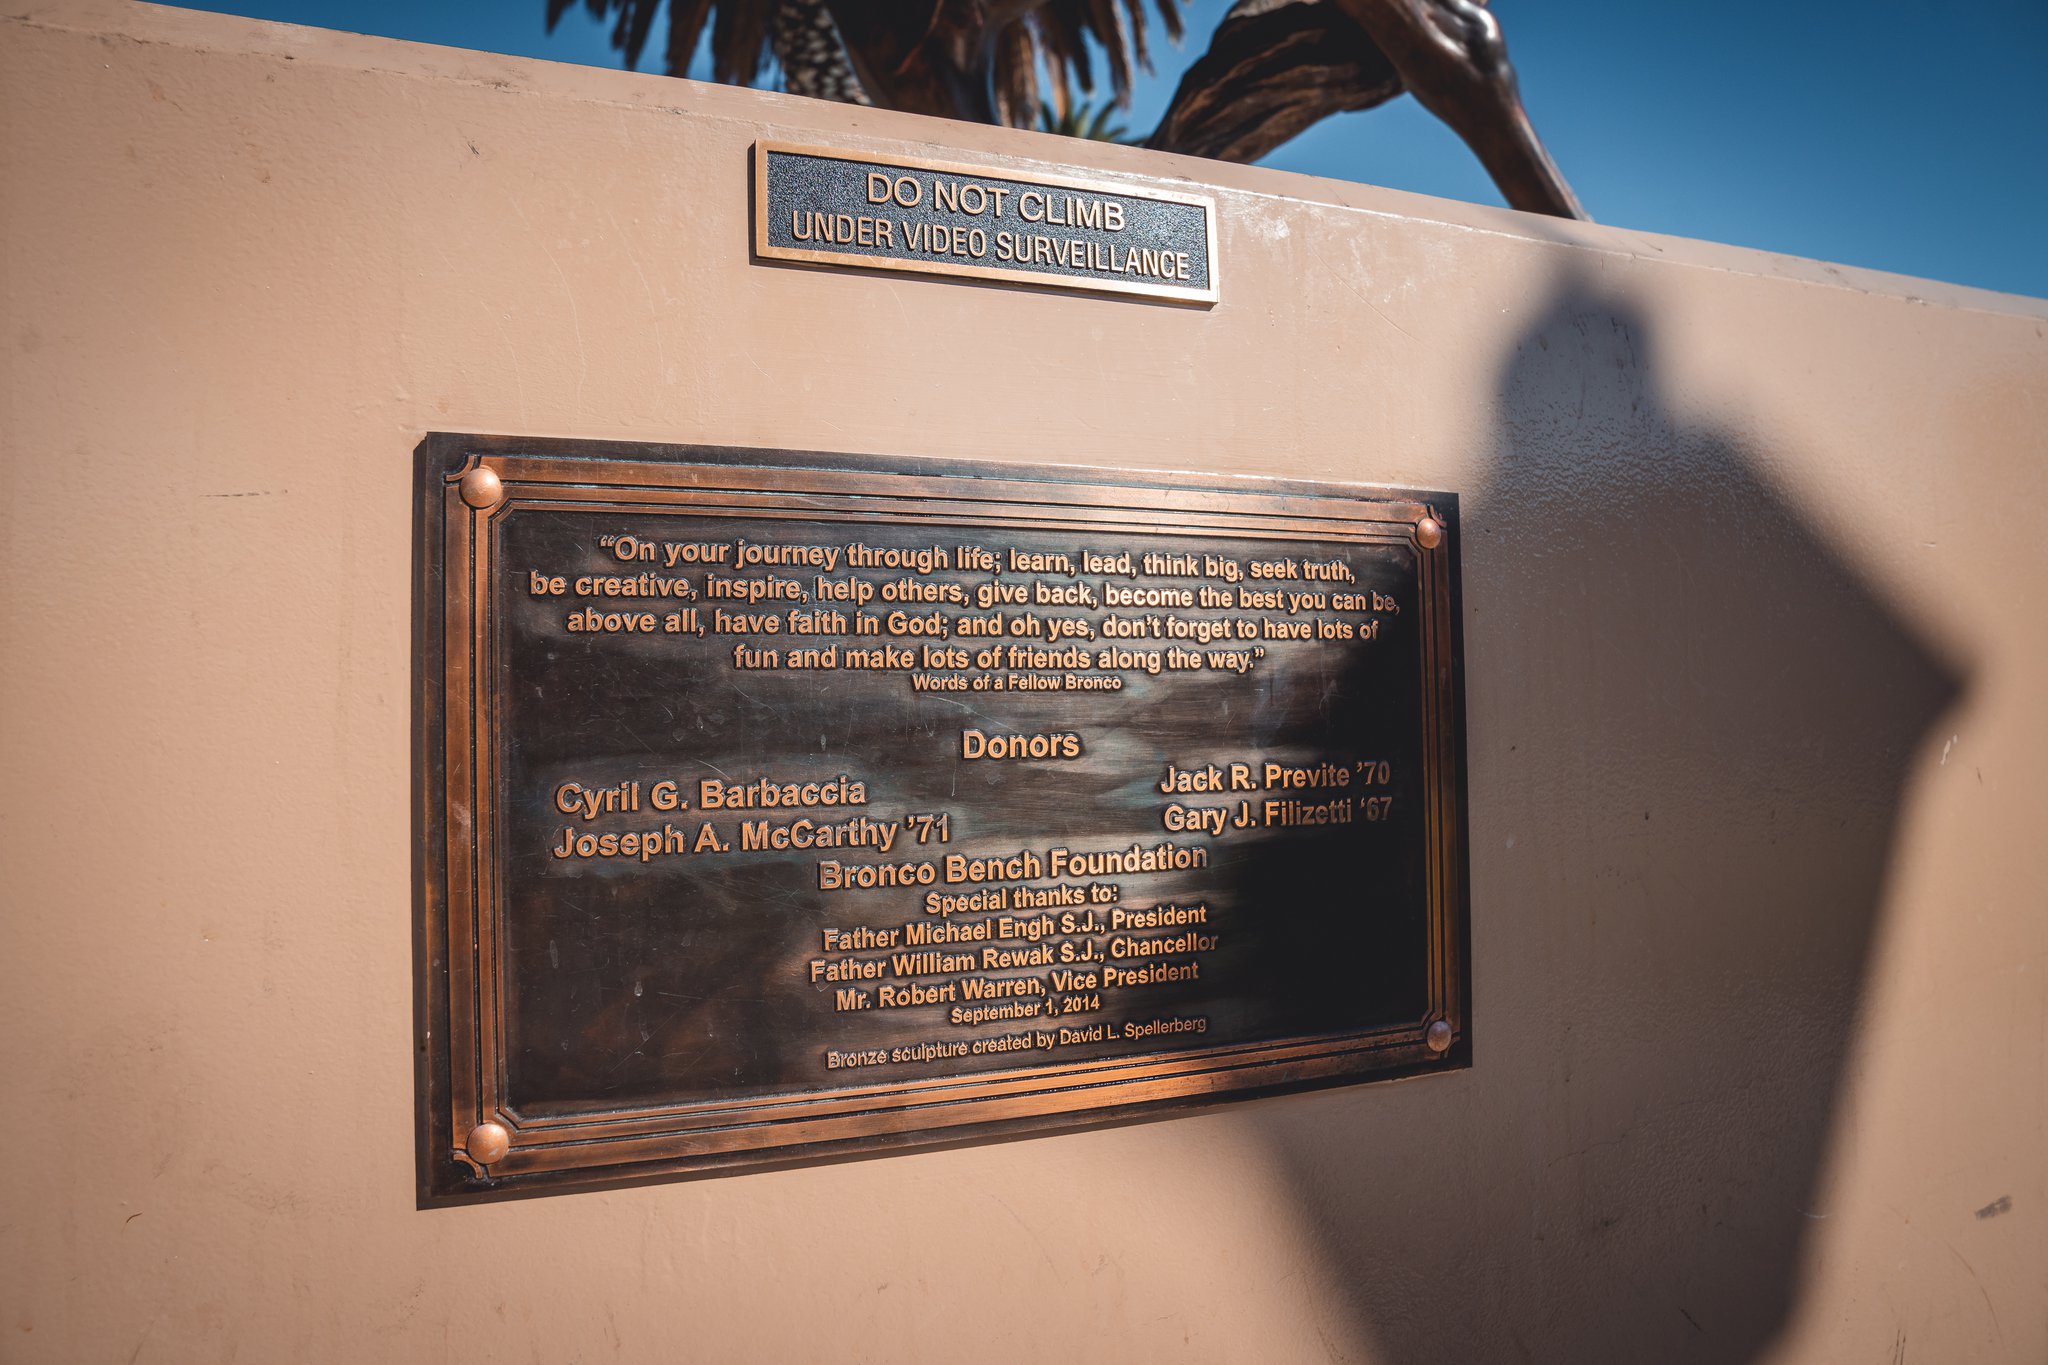 DO NOT CLIMB
UNDER VIDEO SURVEILLANCE
“On your journey through life; learn, lead, think big, seek truth,
be creative, inspire, help others, give back, become the best you can be,
above all, have faith in God; and oh yes, don’t forget to have lots of
fun and make lots of friends along the way.”
Words of a Fellow Bronco
Donors
Cyril G. Barbaccia
Joseph A. McCarthy ’71
Jack R. Previte ’70
Gary J. Filizetti ‘67
Bronco Bench Foundation
Special thanks to:
Father Michael Engh S.J., President
Father William Rewak S.J., Chancellor
Mr. Robert Warren, Vice President
September 1, 2014
Bronze sculpture created by David L. Spellerberg